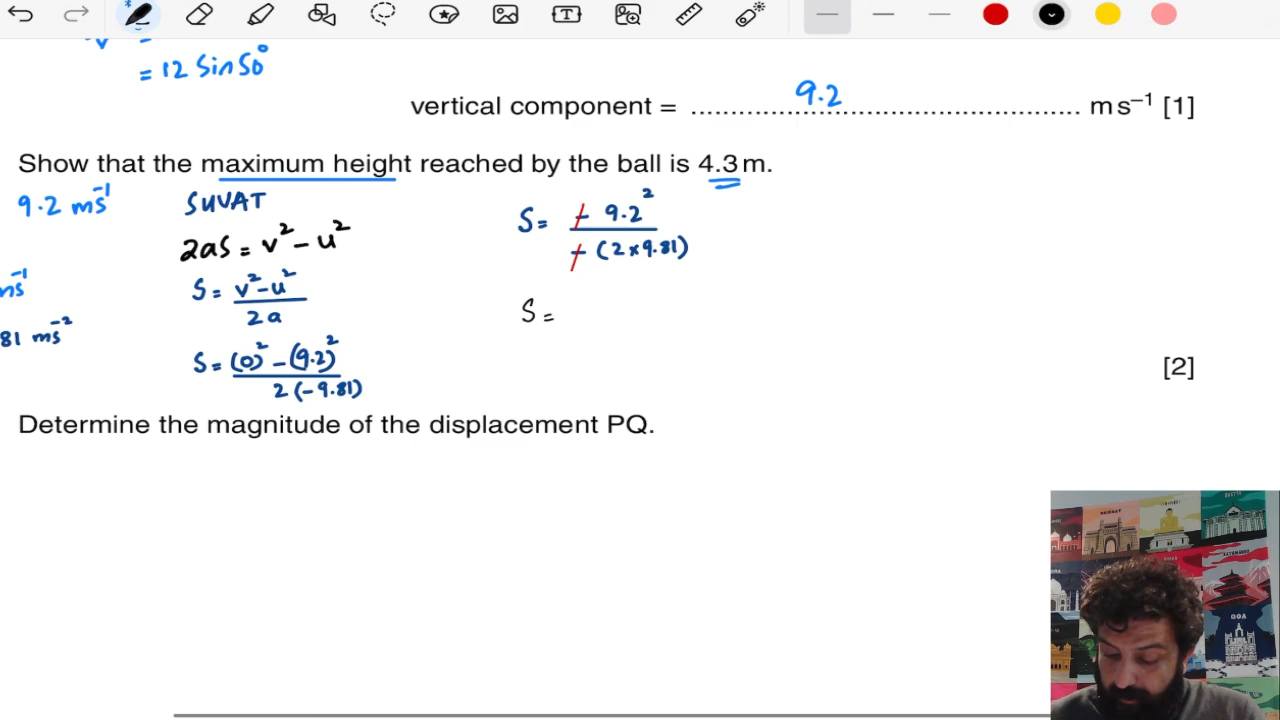 = 12 Sin50°
vertical component = .......... 9.2 .......... m s⁻¹ [1]
Show that the maximum height reached by the ball is 4.3 m.
9.2 ms⁻¹
SUVAT
2as = v² – u²
S = v² – u² / 2a
S = (0)² – (9.2)² / 2(–9.81)
ms⁻¹
81 ms⁻²
S = – 9.2² / – (2×9.81)
S =
[2]
Determine the magnitude of the displacement PQ.
GOA